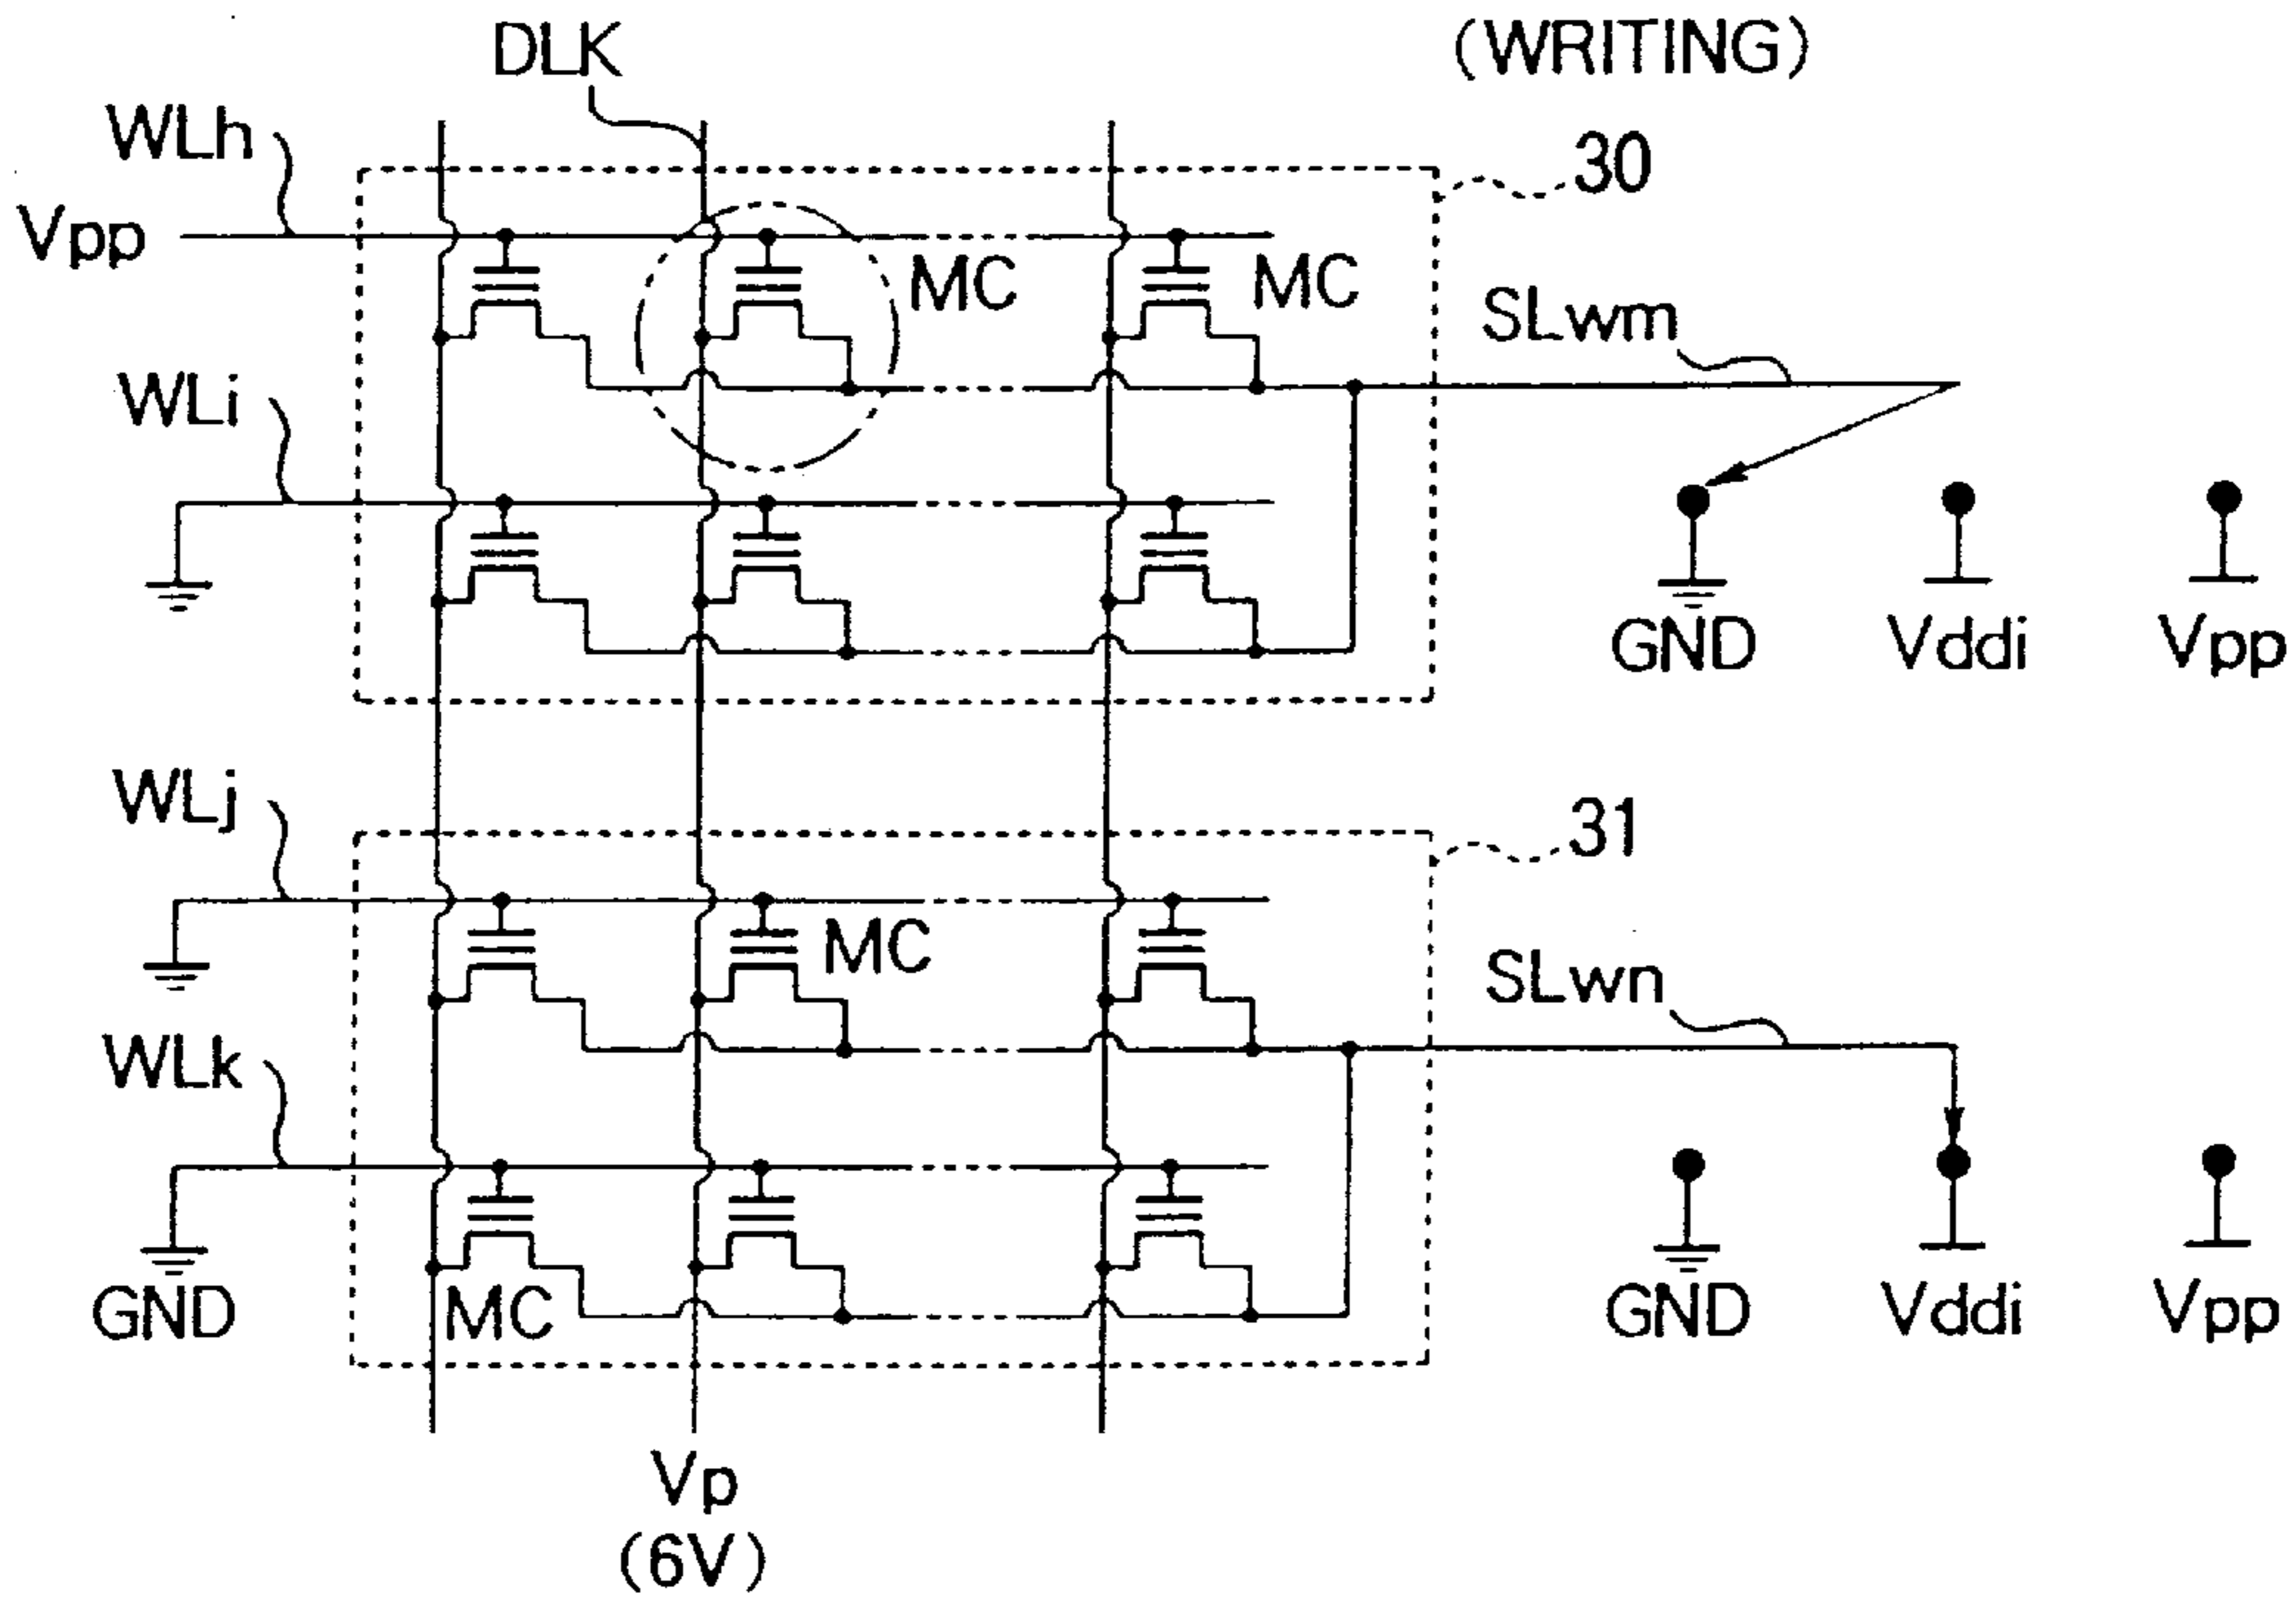 DLK
(WRITING)
WLh
30
Vpp
MC
MC
SLwm
WLi
GND
Vddi
Vpp
WLj
31
MC
SLwn
WLk
GND
MC
GND
Vddi
Vpp
Vp
(6V)